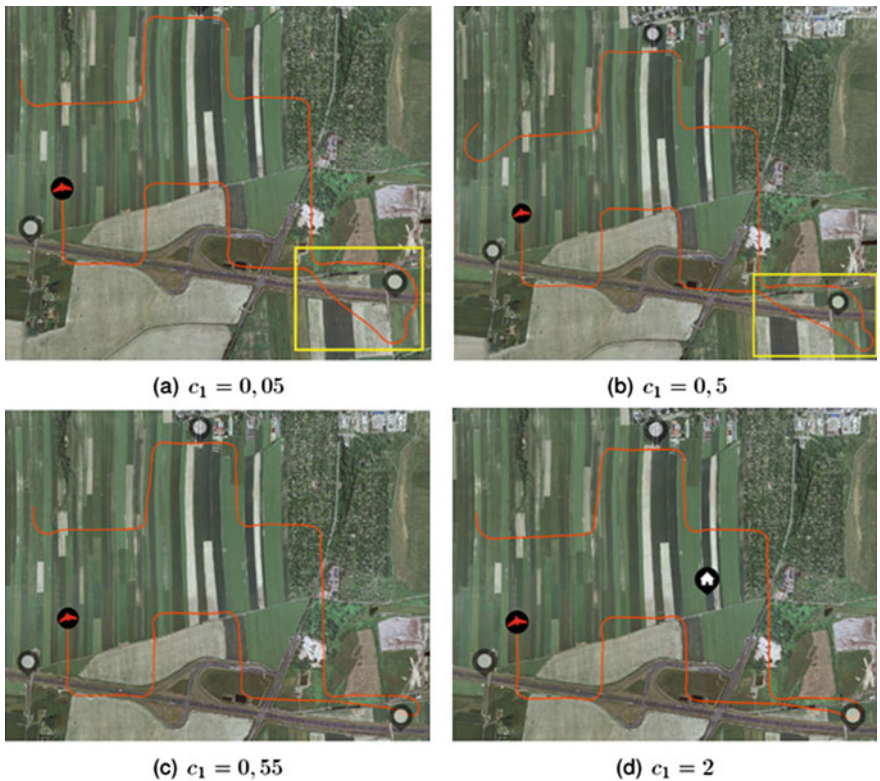 (a) c₁ = 0, 05
(b) c₁ = 0, 5
(c) c₁ = 0, 55
(d) c₁ = 2